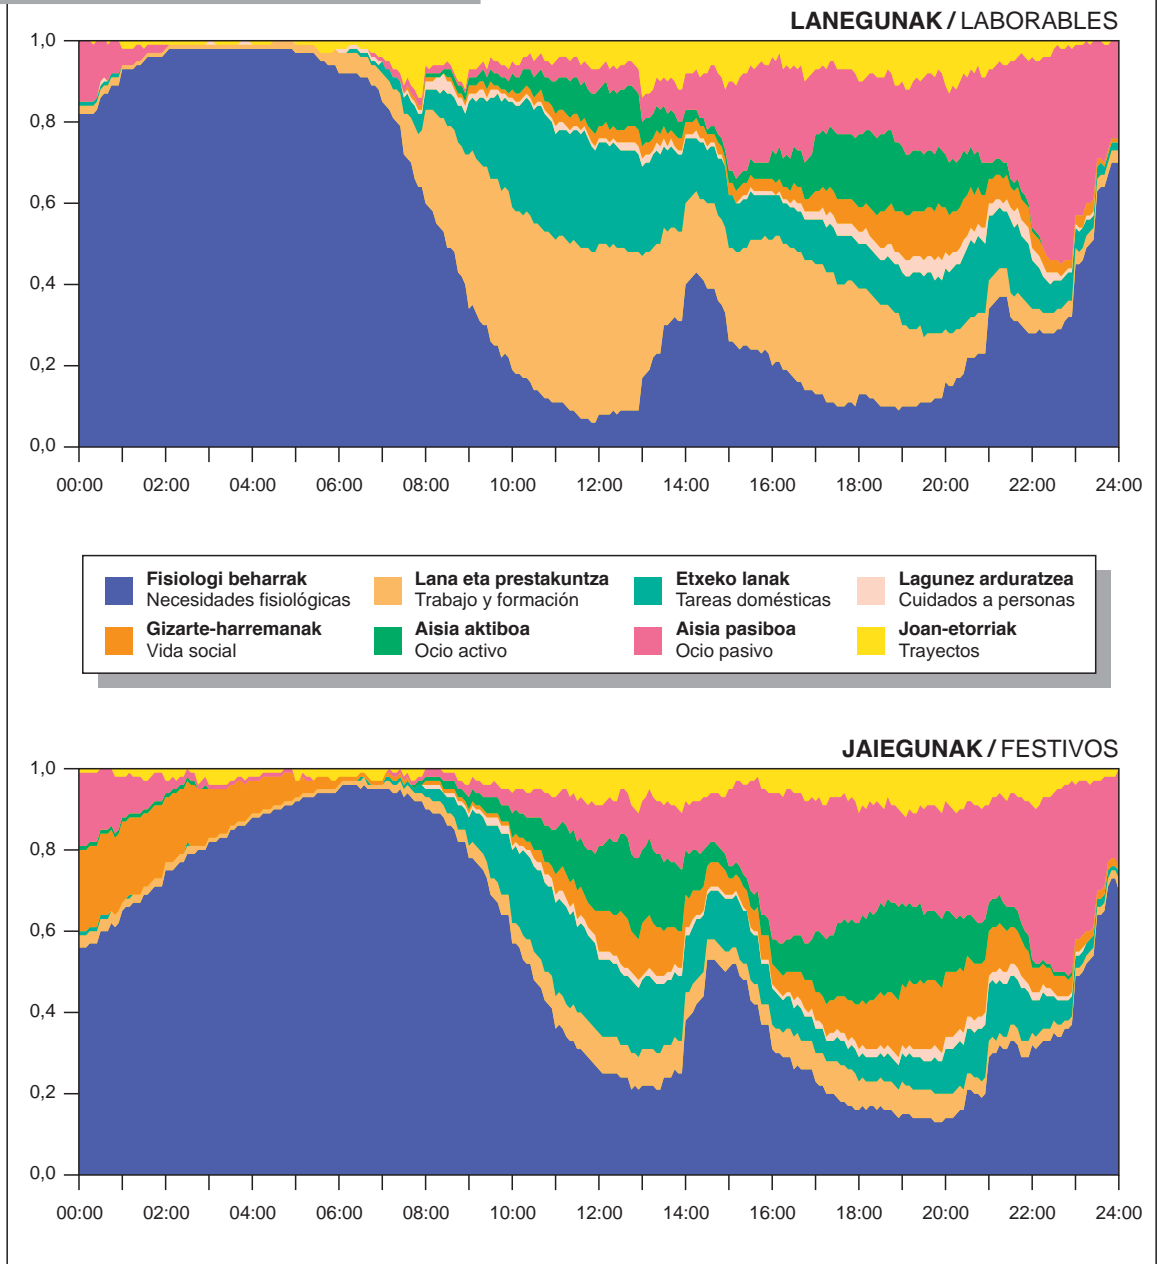 LANEGUNAK / LABORABLES
1,0
0,8
0,6
0,4
0,2
0,0
00:00 02:00 04:00 06:00 08:00 10:00 12:00 14:00 16:00 18:00 20:00 22:00 24:00
Fisiologi beharrak
Necesidades fisiológicas
Lana eta prestakuntza
Trabajo y formación
Etxeko lanak
Tareas domésticas
Lagunez arduratzea
Cuidados a personas
Gizarte-harremanak
Vida social
Aisia aktiboa
Ocio activo
Aisia pasiboa
Ocio pasivo
Joan-etorriak
Trayectos
JAIEGUNAK / FESTIVOS
1,0
0,8
0,6
0,4
0,2
0,0
00:00 02:00 04:00 06:00 08:00 10:00 12:00 14:00 16:00 18:00 20:00 22:00 24:00